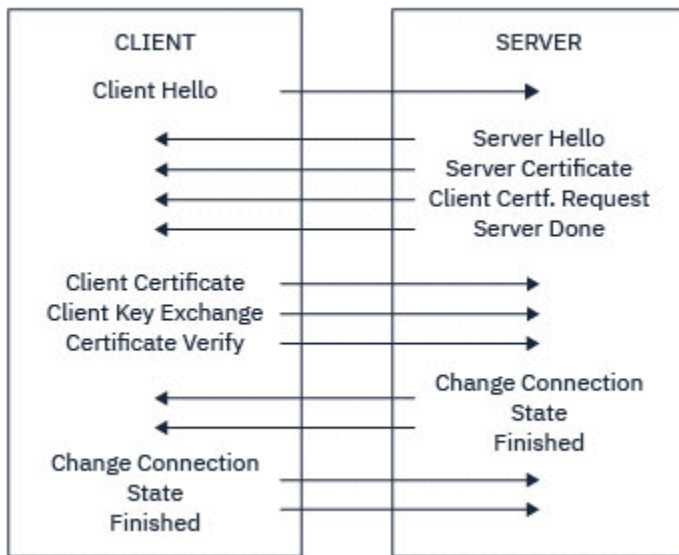 CLIENT
SERVER
Client Hello
Server Hello
Server Certificate
Client Certf. Request
Server Done
Client Certificate
Client Key Exchange
Certificate Verify
Change Connection
State
Finished
Change Connection
State
Finished